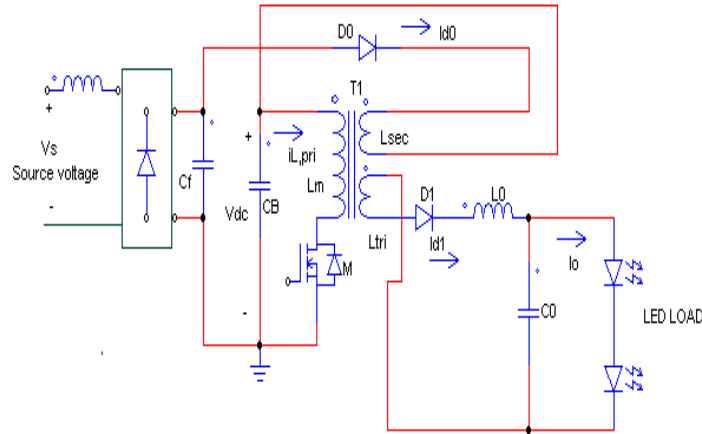 D0
Id0
T1
+
Vs
Source voltage
-
Cf
+
Vdc
-
CB
iL,pri
Lm
Lsec
M
Ltri
D1
Id1
L0
Io
C0
LED LOAD